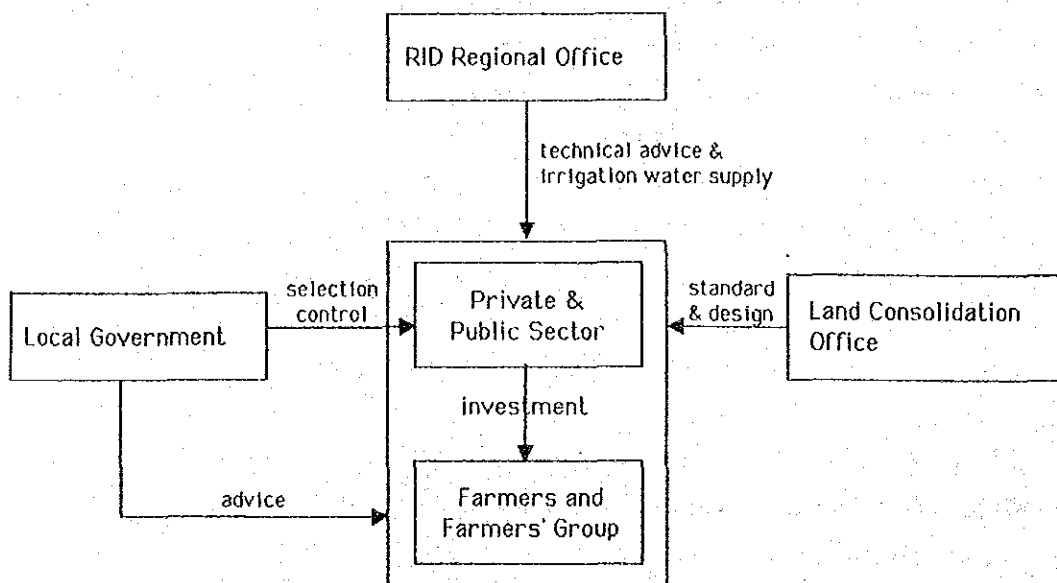 RID Regional Office
technical advice &
irrigation water supply
selection
control
Private &
Public Sector
standard
& design
Local Government
Land Consolidation
Office
investment
advice
Farmers and
Farmers' Group